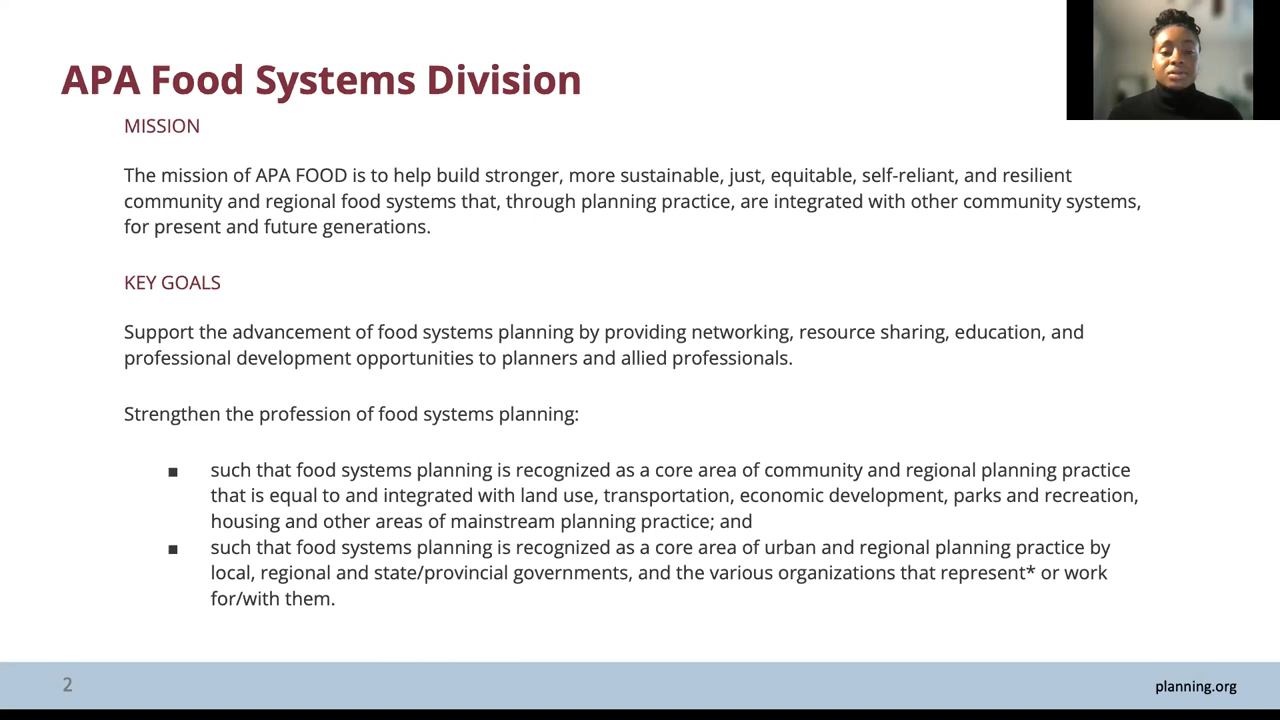 APA Food Systems Division
MISSION
The mission of APA FOOD is to help build stronger, more sustainable, just, equitable, self-reliant, and resilient
community and regional food systems that, through planning practice, are integrated with other community systems,
for present and future generations.
KEY GOALS
Support the advancement of food systems planning by providing networking, resource sharing, education, and
professional development opportunities to planners and allied professionals.
Strengthen the profession of food systems planning:
■ such that food systems planning is recognized as a core area of community and regional planning practice
that is equal to and integrated with land use, transportation, economic development, parks and recreation,
housing and other areas of mainstream planning practice; and
■ such that food systems planning is recognized as a core area of urban and regional planning practice by
local, regional and state/provincial governments, and the various organizations that represent* or work
for/with them.
2
planning.org